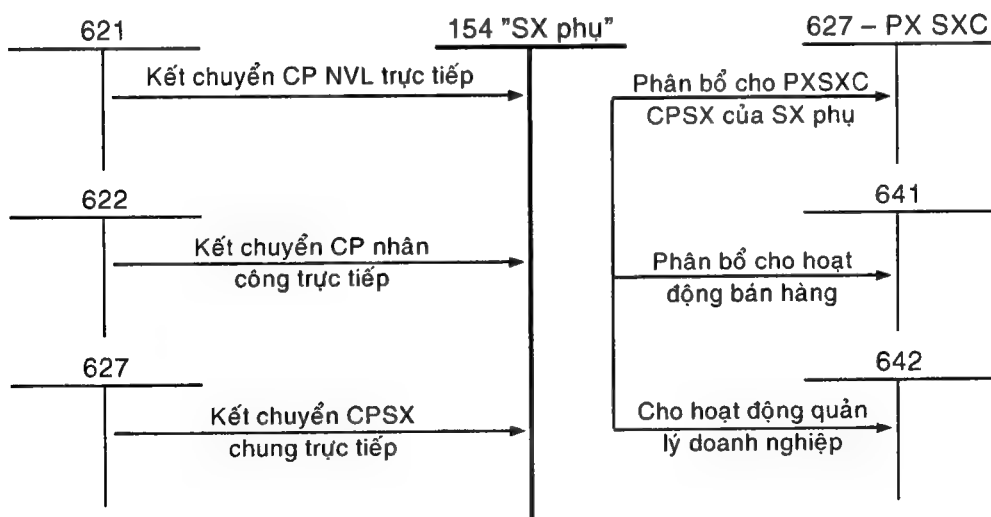 621
154 "SX phụ"
627 – PX SXC
Kết chuyển CP NVL trực tiếp
Phân bổ cho PXSXC
CPSX của SX phụ
622
641
Kết chuyển CP nhân
công trực tiếp
Phân bổ cho hoạt
động bán hàng
627
642
Kết chuyển CPSX
chung trực tiếp
Cho hoạt động quản
lý doanh nghiệp